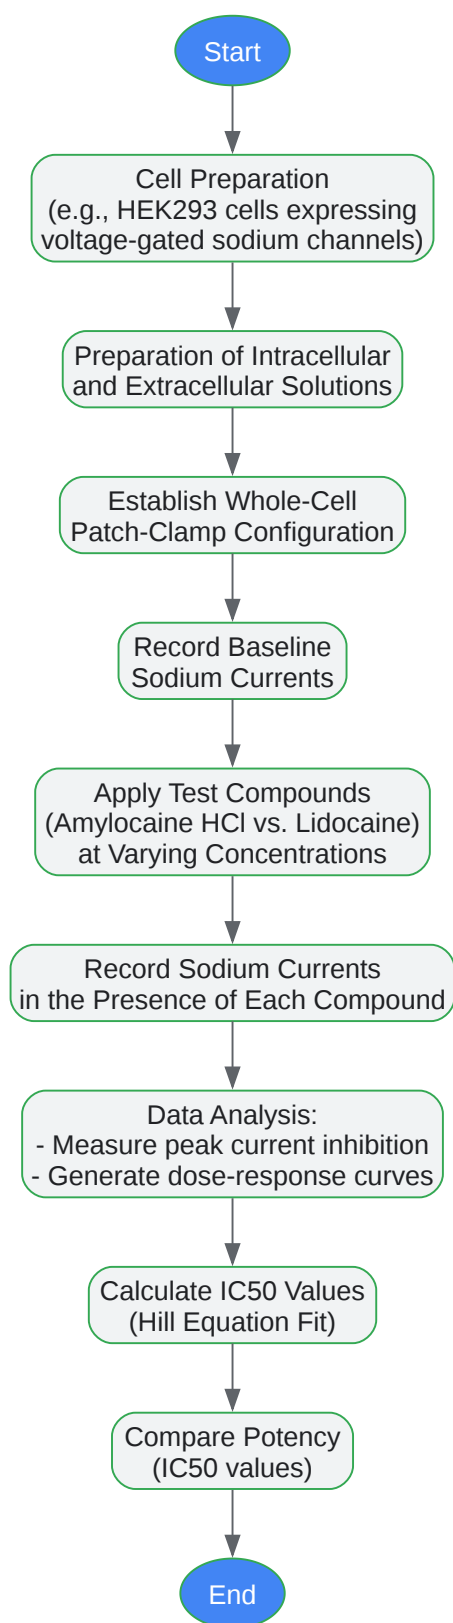 Start
Cell Preparation
(e.g., HEK293 cells expressing
voltage-gated sodium channels)
Preparation of Intracellular
and Extracellular Solutions
Establish Whole-Cell
Patch-Clamp Configuration
Record Baseline
Sodium Currents
Apply Test Compounds
(Amylocaine HCl vs. Lidocaine)
at Varying Concentrations
Record Sodium Currents
in the Presence of Each Compound
Data Analysis:
- Measure peak current inhibition
- Generate dose-response curves
Calculate IC50 Values
(Hill Equation Fit)
Compare Potency
(IC50 values)
End